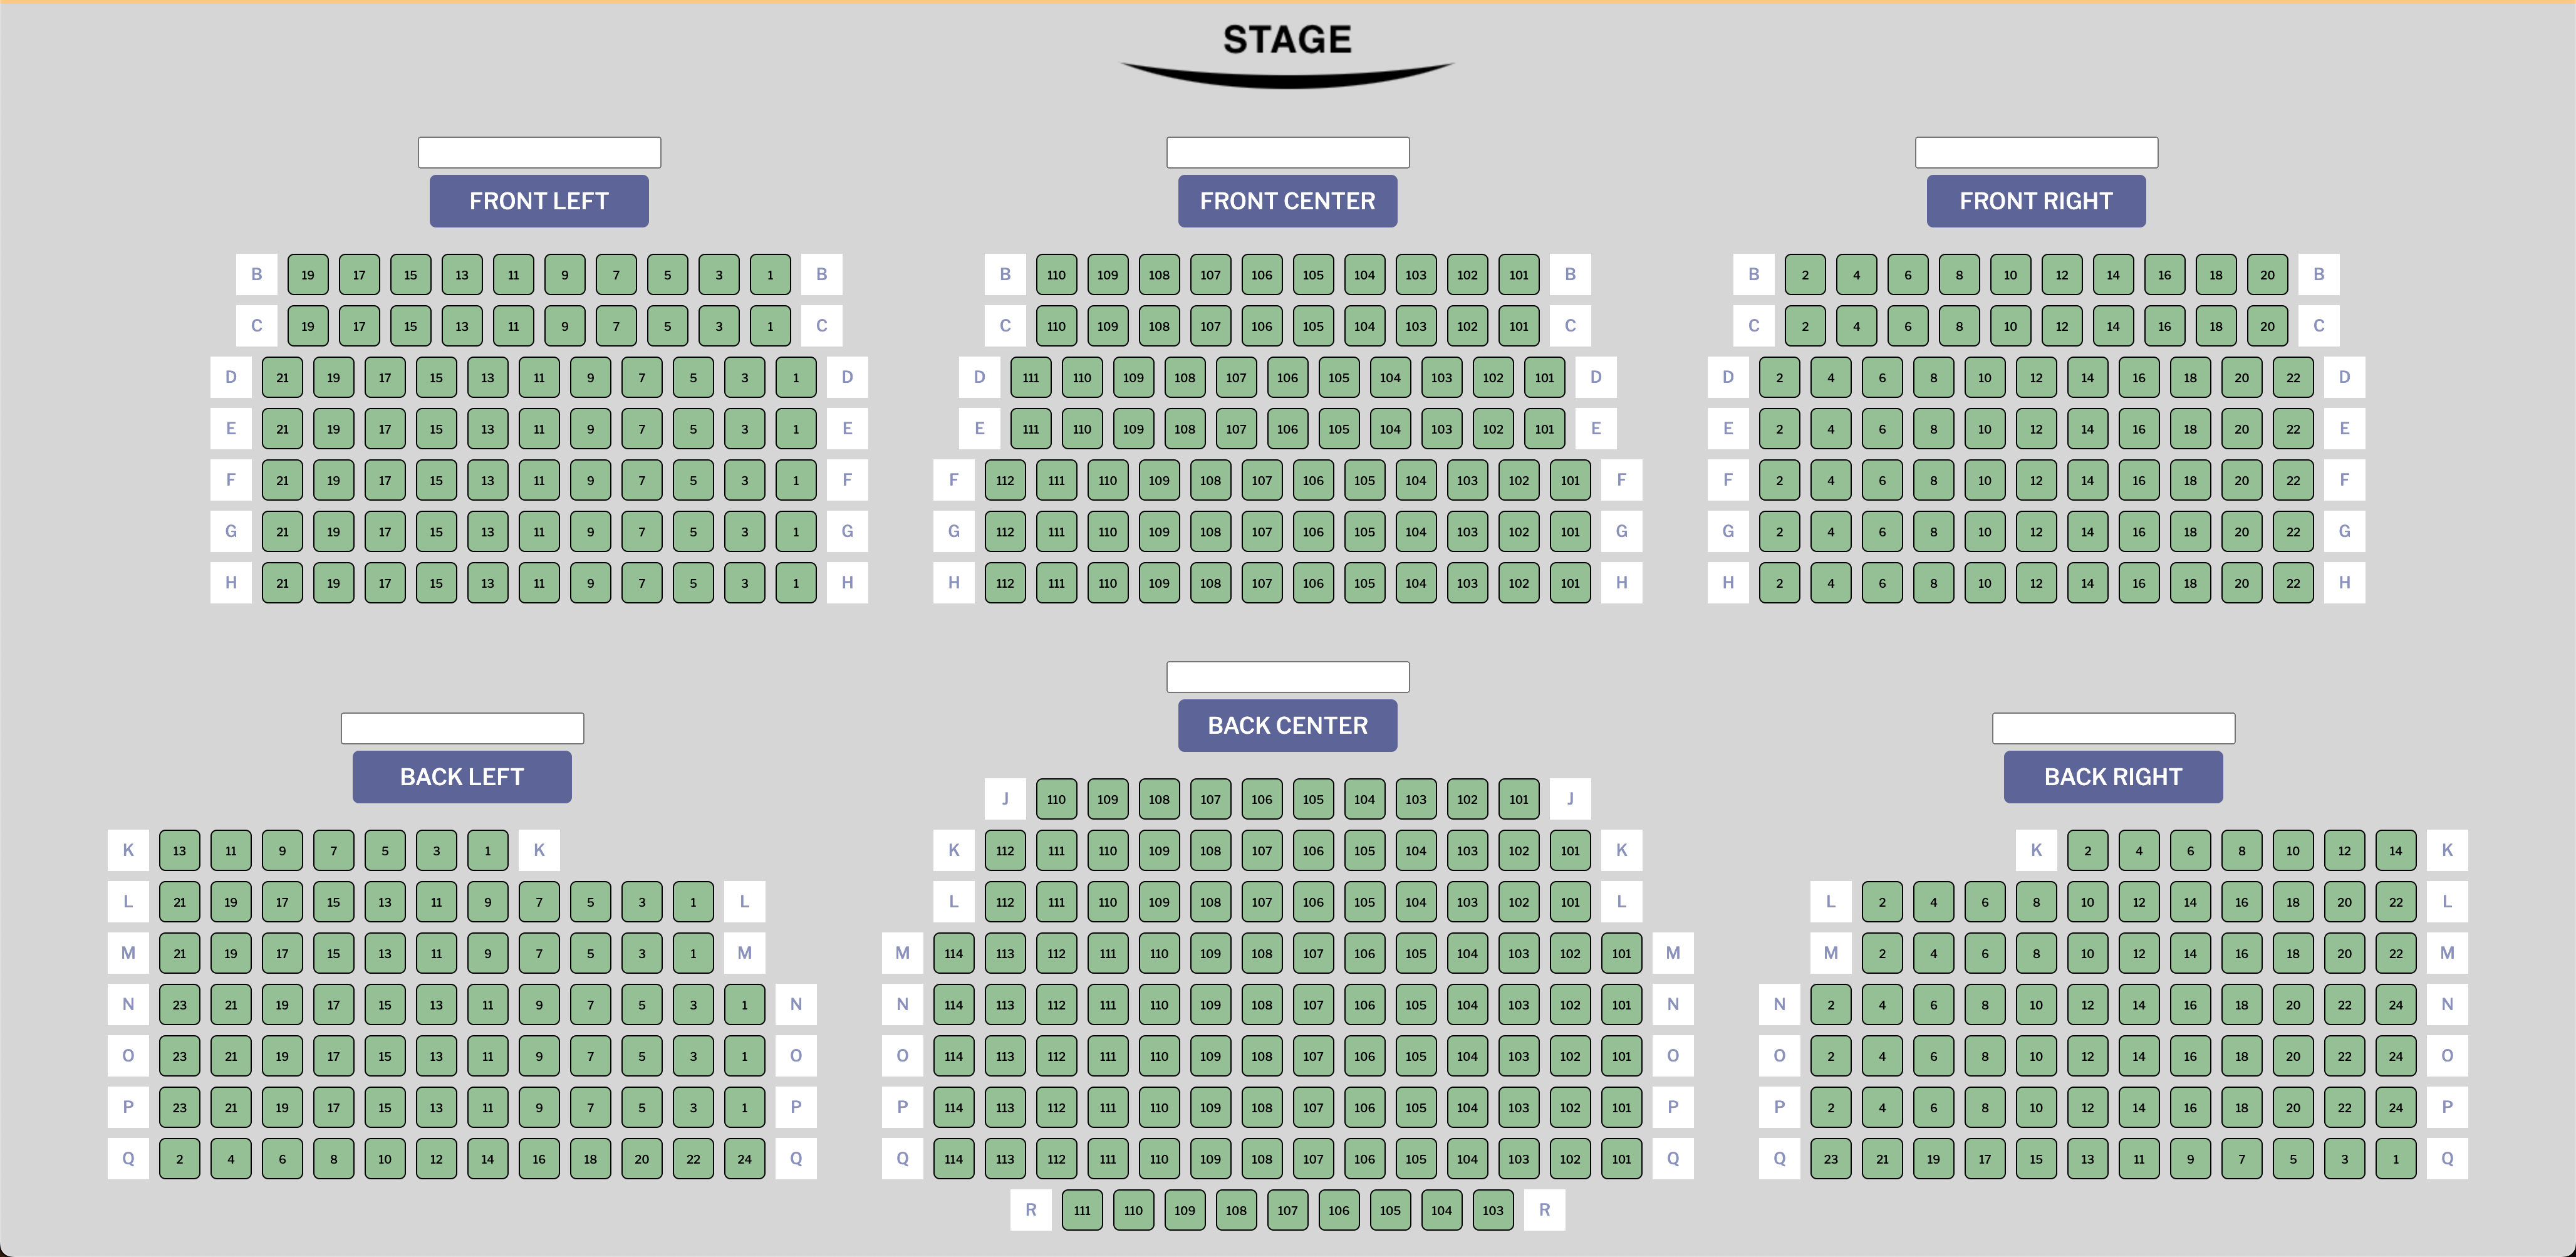 STAGE
FRONT LEFT
B 19 17 15 13 11 9 7 5 3 1 B
C 19 17 15 13 11 9 7 5 3 1 C
D 21 19 17 15 13 11 9 7 5 3 1 D
E 21 19 17 15 13 11 9 7 5 3 1 E
F 21 19 17 15 13 11 9 7 5 3 1 F
G 21 19 17 15 13 11 9 7 5 3 1 G
H 21 19 17 15 13 11 9 7 5 3 1 H
FRONT CENTER
B 110 109 108 107 106 105 104 103 102 101 B
C 110 109 108 107 106 105 104 103 102 101 C
D 111 110 109 108 107 106 105 104 103 102 101 D
E 111 110 109 108 107 106 105 104 103 102 101 E
F 112 111 110 109 108 107 106 105 104 103 102 101 F
G 112 111 110 109 108 107 106 105 104 103 102 101 G
H 112 111 110 109 108 107 106 105 104 103 102 101 H
FRONT RIGHT
B 2 4 6 8 10 12 14 16 18 20 B
C 2 4 6 8 10 12 14 16 18 20 C
D 2 4 6 8 10 12 14 16 18 20 22 D
E 2 4 6 8 10 12 14 16 18 20 22 E
F 2 4 6 8 10 12 14 16 18 20 22 F
G 2 4 6 8 10 12 14 16 18 20 22 G
H 2 4 6 8 10 12 14 16 18 20 22 H
BACK LEFT
K 13 11 9 7 5 3 1 K
L 21 19 17 15 13 11 9 7 5 3 1 L
M 21 19 17 15 13 11 9 7 5 3 1 M
N 23 21 19 17 15 13 11 9 7 5 3 1 N
O 23 21 19 17 15 13 11 9 7 5 3 1 O
P 23 21 19 17 15 13 11 9 7 5 3 1 P
Q 2 4 6 8 10 12 14 16 18 20 22 24 Q
BACK CENTER
J 110 109 108 107 106 105 104 103 102 101 J
K 112 111 110 109 108 107 106 105 104 103 102 101 K
L 112 111 110 109 108 107 106 105 104 103 102 101 L
M 114 113 112 111 110 109 108 107 106 105 104 103 102 101 M
N 114 113 112 111 110 109 108 107 106 105 104 103 102 101 N
O 114 113 112 111 110 109 108 107 106 105 104 103 102 101 O
P 114 113 112 111 110 109 108 107 106 105 104 103 102 101 P
Q 114 113 112 111 110 109 108 107 106 105 104 103 102 101 Q
R 111 110 109 108 107 106 105 104 103 R
BACK RIGHT
K 2 4 6 8 10 12 14 K
L 2 4 6 8 10 12 14 16 18 20 22 L
M 2 4 6 8 10 12 14 16 18 20 22 M
N 2 4 6 8 10 12 14 16 18 20 22 24 N
O 2 4 6 8 10 12 14 16 18 20 22 24 O
P 2 4 6 8 10 12 14 16 18 20 22 24 P
Q 23 21 19 17 15 13 11 9 7 5 3 1 Q